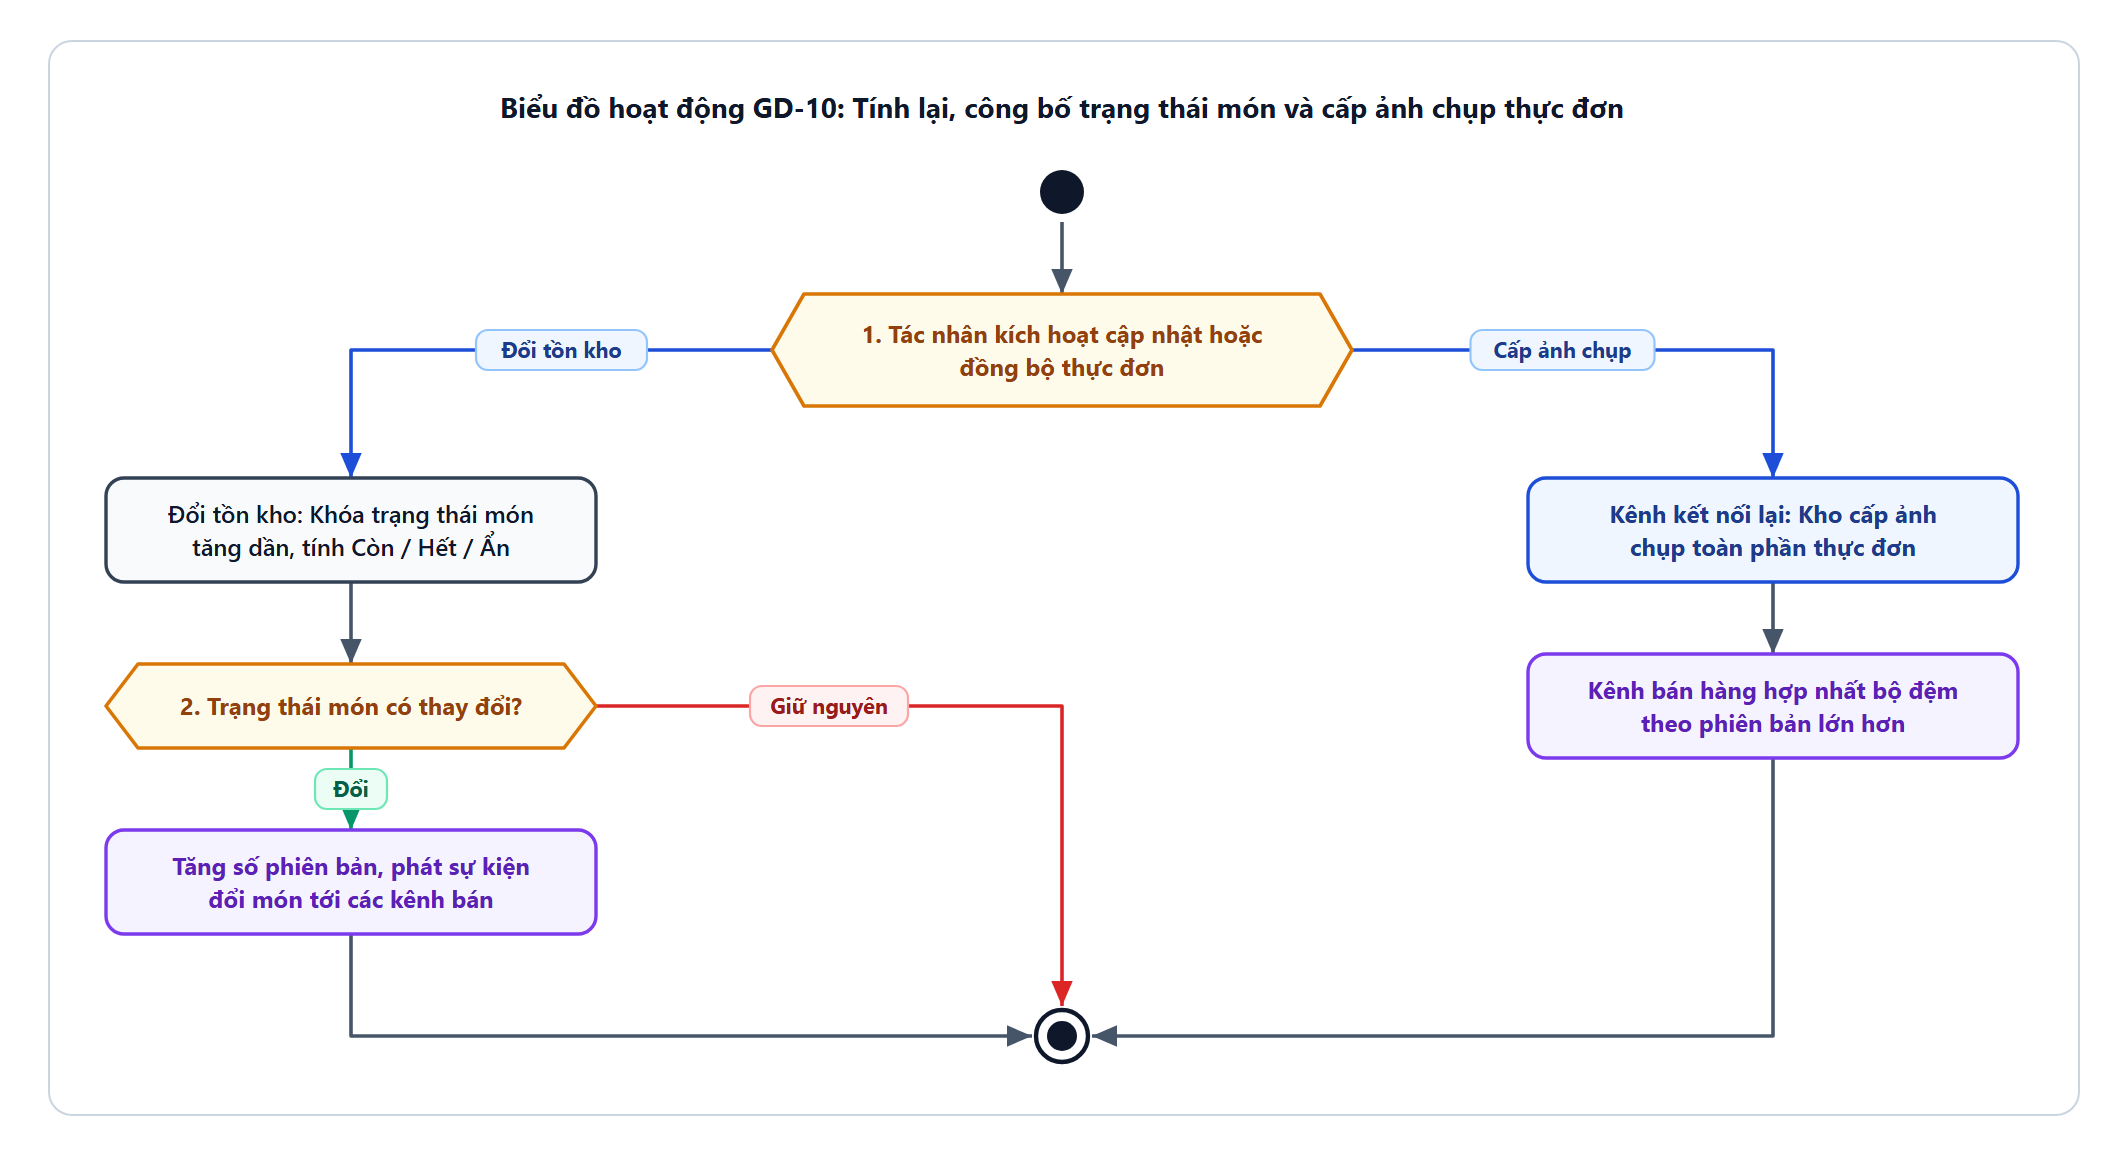 Biểu đồ hoạt động GD-10: Tính lại, công bố trạng thái món và cấp ảnh chụp thực đơn
1. Tác nhân kích hoạt cập nhật hoặc
đồng bộ thực đơn
Đổi tồn kho
Cấp ảnh chụp
Đổi tồn kho: Khóa trạng thái món
tăng dần, tính Còn / Hết / Ẩn
Kênh kết nối lại: Kho cấp ảnh
chụp toàn phần thực đơn
2. Trạng thái món có thay đổi?
Giữ nguyên
Kênh bán hàng hợp nhất bộ đệm
theo phiên bản lớn hơn
Đổi
Tăng số phiên bản, phát sự kiện
đổi món tới các kênh bán